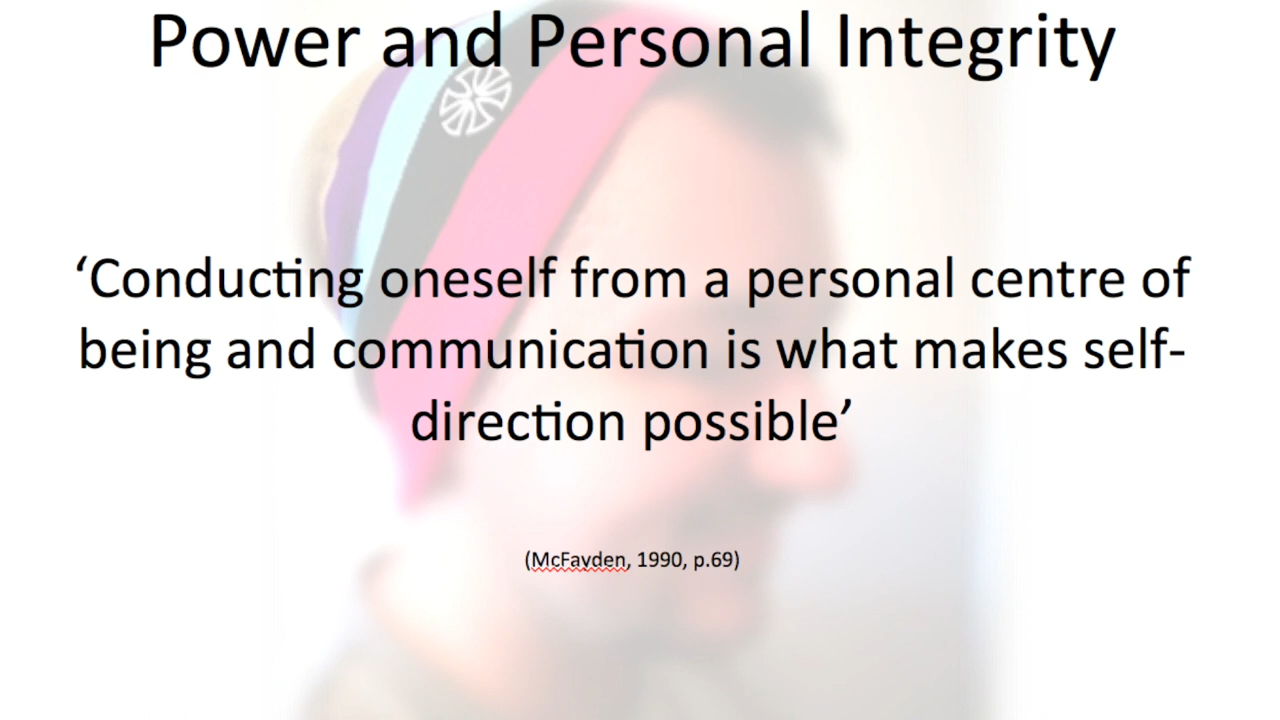 Power and Personal Integrity
‘Conducting oneself from a personal centre of
being and communication is what makes self-
direction possible’
(McFayden, 1990, p.69)